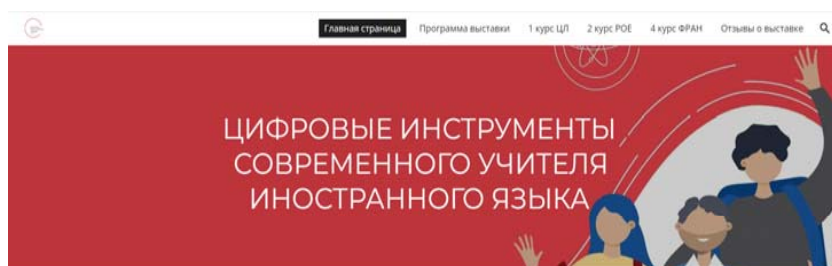 Главная страница Программа выставки 1 курс ЦЛ 2 курс РОЕ 4 курс ФРАН Отзывы о выставке
ЦИФРОВЫЕ ИНСТРУМЕНТЫ
СОВРЕМЕННОГО УЧИТЕЛЯ
ИНОСТРАННОГО ЯЗЫКА